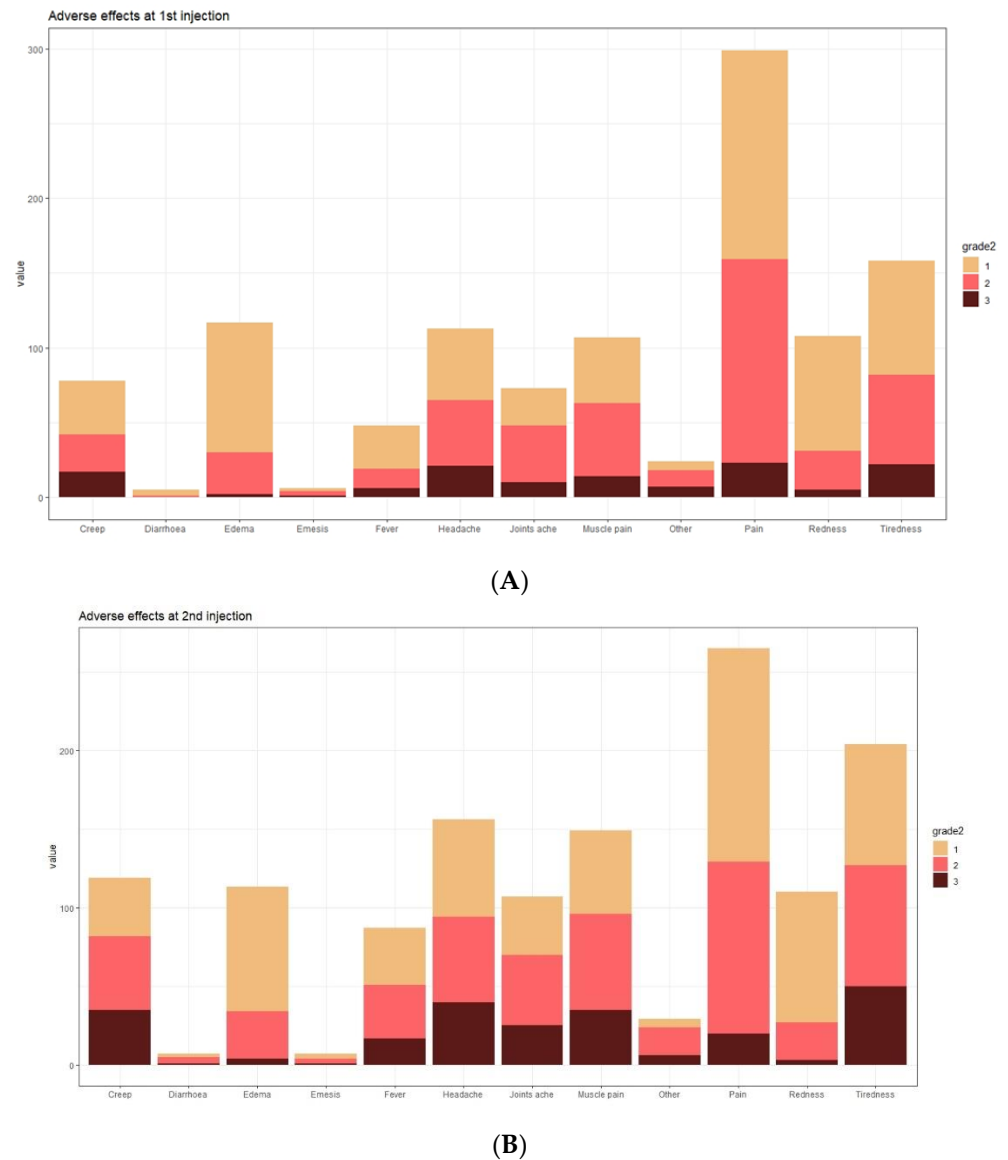 Adverse effects at 1st injection
300
200
100
0
value
Creep Diarrhoea Edema Emesis Fever Headache Joints ache Muscle pain Other Pain Redness Tiredness
grade2
1
2
3
(A)
Adverse effects at 2nd injection
200
100
0
value
Creep Diarrhoea Edema Emesis Fever Headache Joints ache Muscle pain Other Pain Redness Tiredness
grade2
1
2
3
(B)